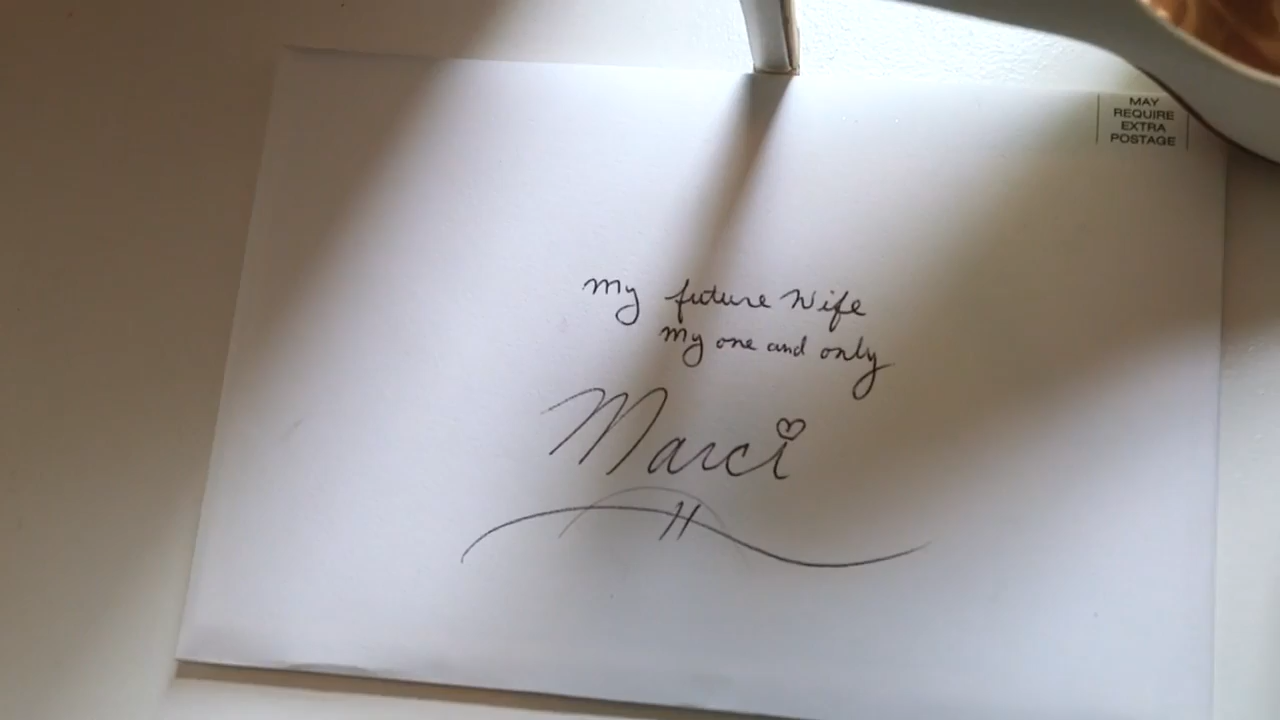 MAY
REQUIRE
EXTRA
POSTAGE
My future Wife
My one and only
Marci